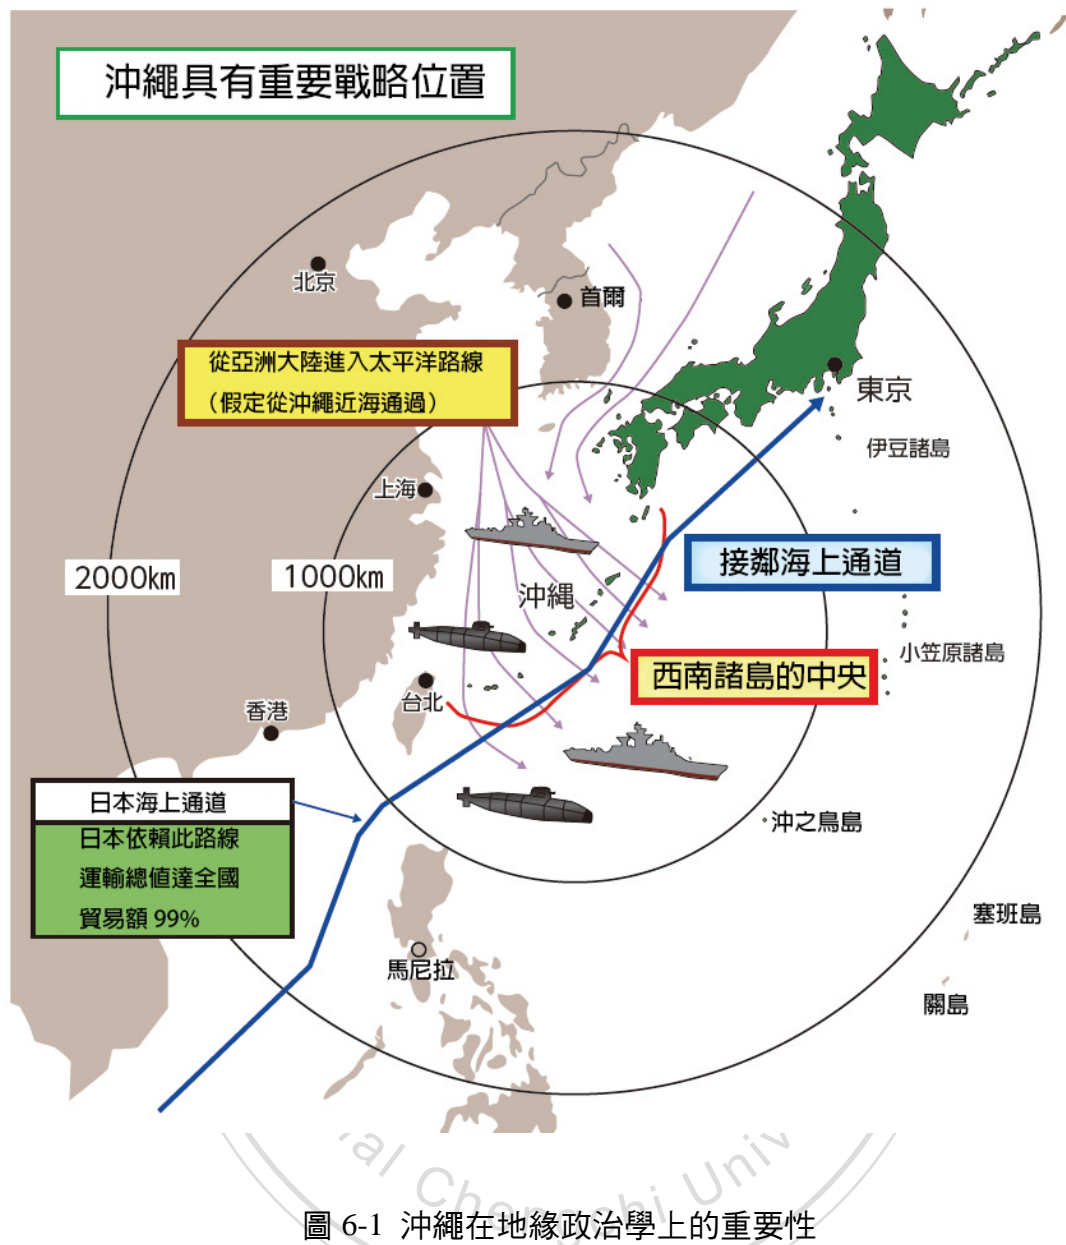 沖繩具有重要戰略位置
北京
首爾
從亞洲大陸進入太平洋路線
（假定從沖繩近海通過）
東京
伊豆諸島
上海
接鄰海上通道
2000km
1000km
沖縄
小笠原諸島
西南諸島的中央
台北
香港
日本海上通道
日本依賴此路線
運輸總值達全國
貿易額 99%
沖之鳥島
塞班島
馬尼拉
關島
nal Chengchi Univ
圖 6-1 沖繩在地緣政治學上的重要性